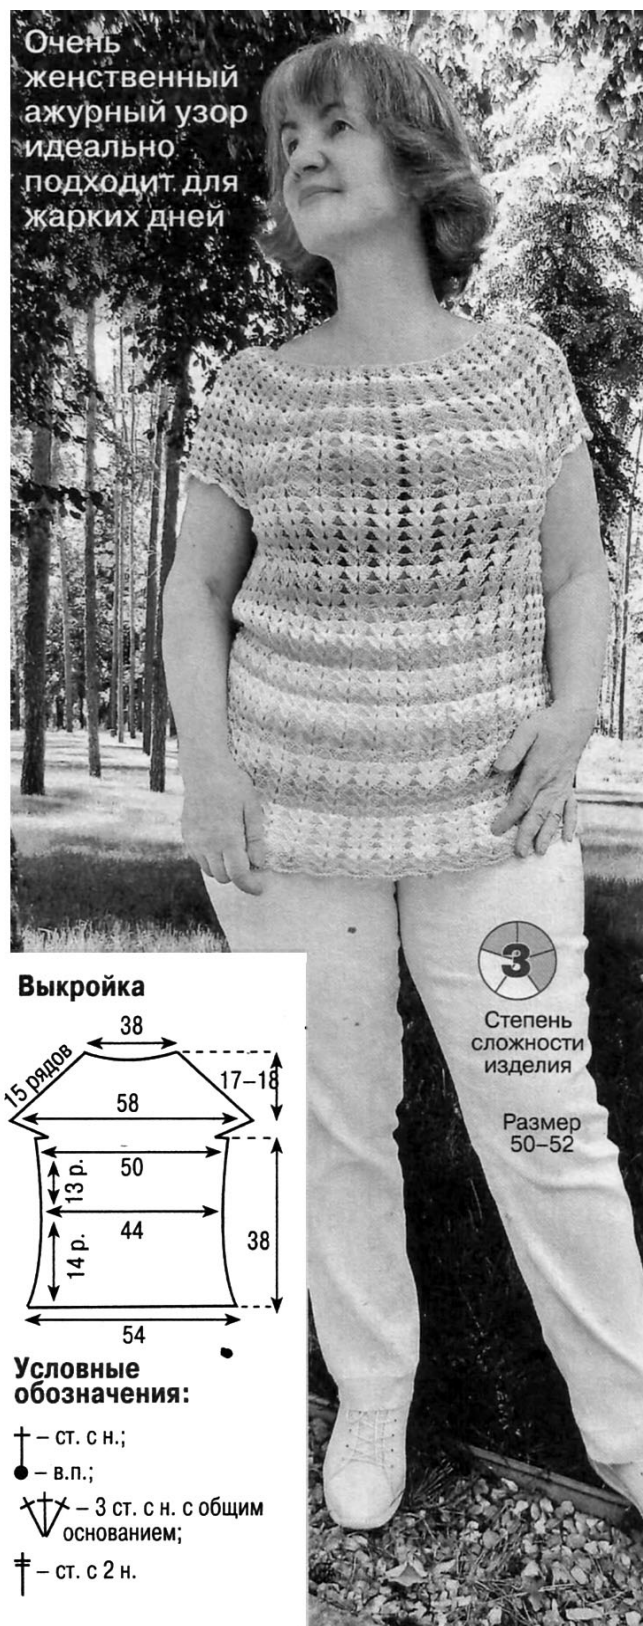 Очень
женственный
ажурный узор
идеально
подходит для
жарких дней
3
Степень
сложности
изделия
Размер
50–52
Выкройка
38
15 рядов
17–18
58
50
13 р.
44
38
14 р.
54
Условные
обозначения:
– ст. с н.;
– в.п.;
– 3 ст. с н. с общим
основанием;
– ст. с 2 н.